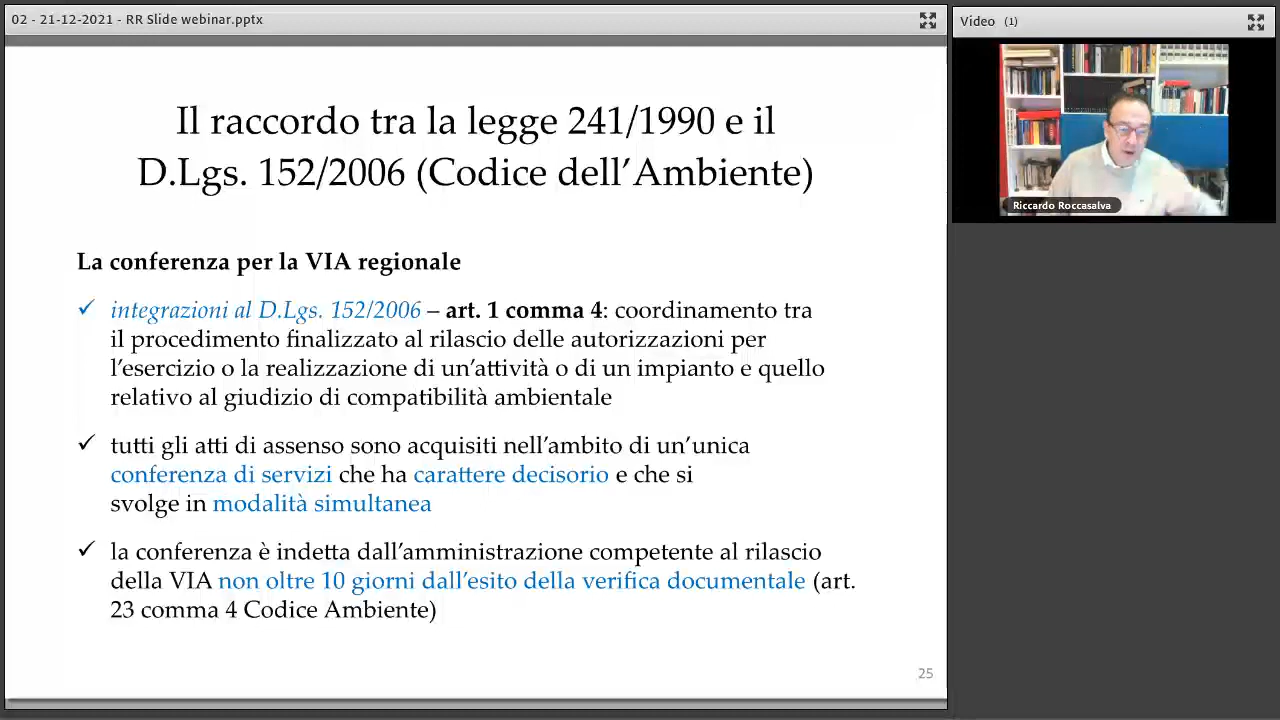 02 - 21-12-2021 - RR Slide webinar.pptx
Video (1)
Il raccordo tra la legge 241/1990 e il
D.Lgs. 152/2006 (Codice dell’Ambiente)
La conferenza per la VIA regionale
✓ integrazioni al D.Lgs. 152/2006 – art. 1 comma 4: coordinamento tra
il procedimento finalizzato al rilascio delle autorizzazioni per
l’esercizio o la realizzazione di un’attività o di un impianto e quello
relativo al giudizio di compatibilità ambientale
✓ tutti gli atti di assenso sono acquisiti nell’ambito di un’unica
conferenza di servizi che ha carattere decisorio e che si
svolge in modalità simultanea
✓ la conferenza è indetta dall’amministrazione competente al rilascio
della VIA non oltre 10 giorni dall’esito della verifica documentale (art.
23 comma 4 Codice Ambiente)
25
Riccardo Roccasalva